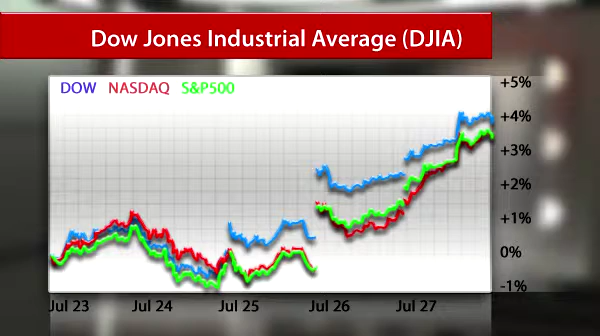 Dow Jones Industrial Average (DJIA)
DOW NASDAQ S&P500
+5%
+4%
+3%
+2%
+1%
0%
-1%
Jul 23 Jul 24 Jul 25 Jul 26 Jul 27